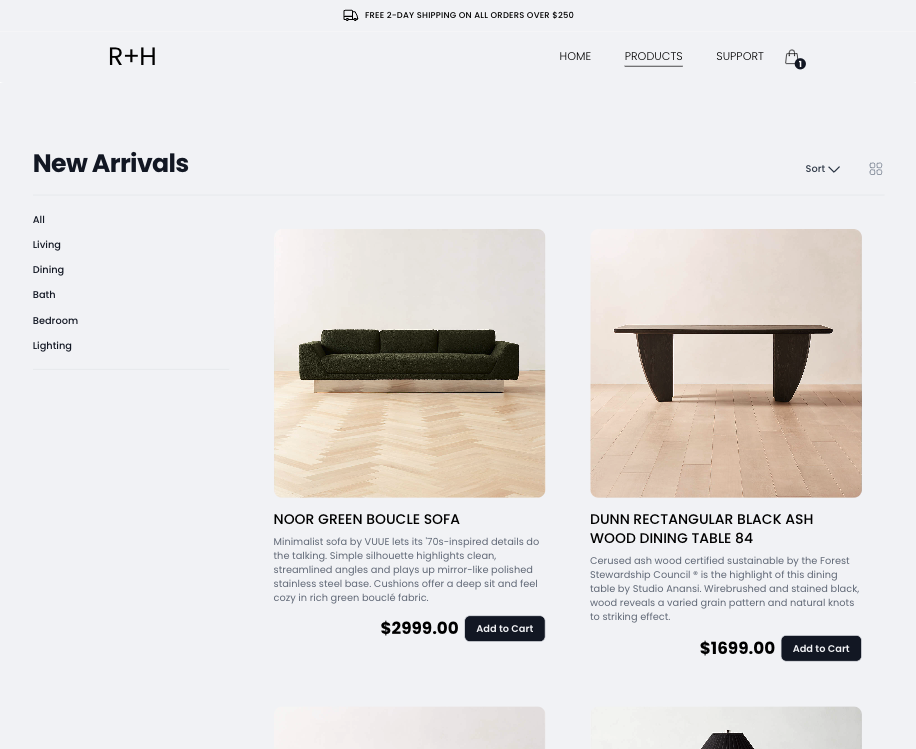 FREE 2-DAY SHIPPING ON ALL ORDERS OVER $250
R+H
HOME
PRODUCTS
SUPPORT
1
New Arrivals
Sort
All
Living
Dining
Bath
Bedroom
Lighting
NOOR GREEN BOUCLE SOFA
Minimalist sofa by VUUE lets its '70s-inspired details do
the talking. Simple silhouette highlights clean,
streamlined angles and plays up mirror-like polished
stainless steel base. Cushions offer a deep sit and feel
cozy in rich green bouclé fabric.
$2999.00
Add to Cart
DUNN RECTANGULAR BLACK ASH
WOOD DINING TABLE 84
Cerused ash wood certified sustainable by the Forest
Stewardship Council ® is the highlight of this dining
table by Studio Anansi. Wirebrushed and stained black,
wood reveals a varied grain pattern and natural knots
to striking effect.
$1699.00
Add to Cart